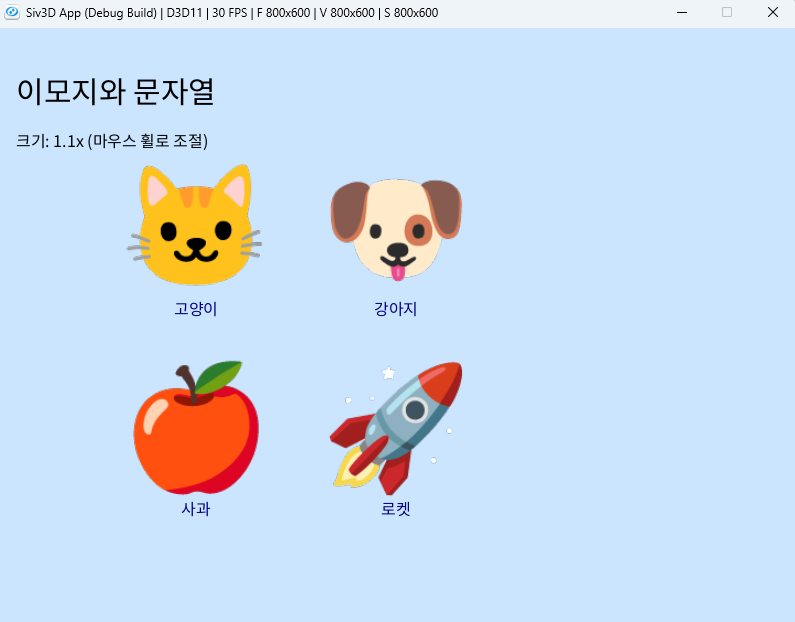 Siv3D App (Debug Build) | D3D11 | 30 FPS | F 800x600 | V 800x600 | S 800x600
이모지와 문자열
크기: 1.1x (마우스 휠로 조절)
고양이 강아지
사과 로켓